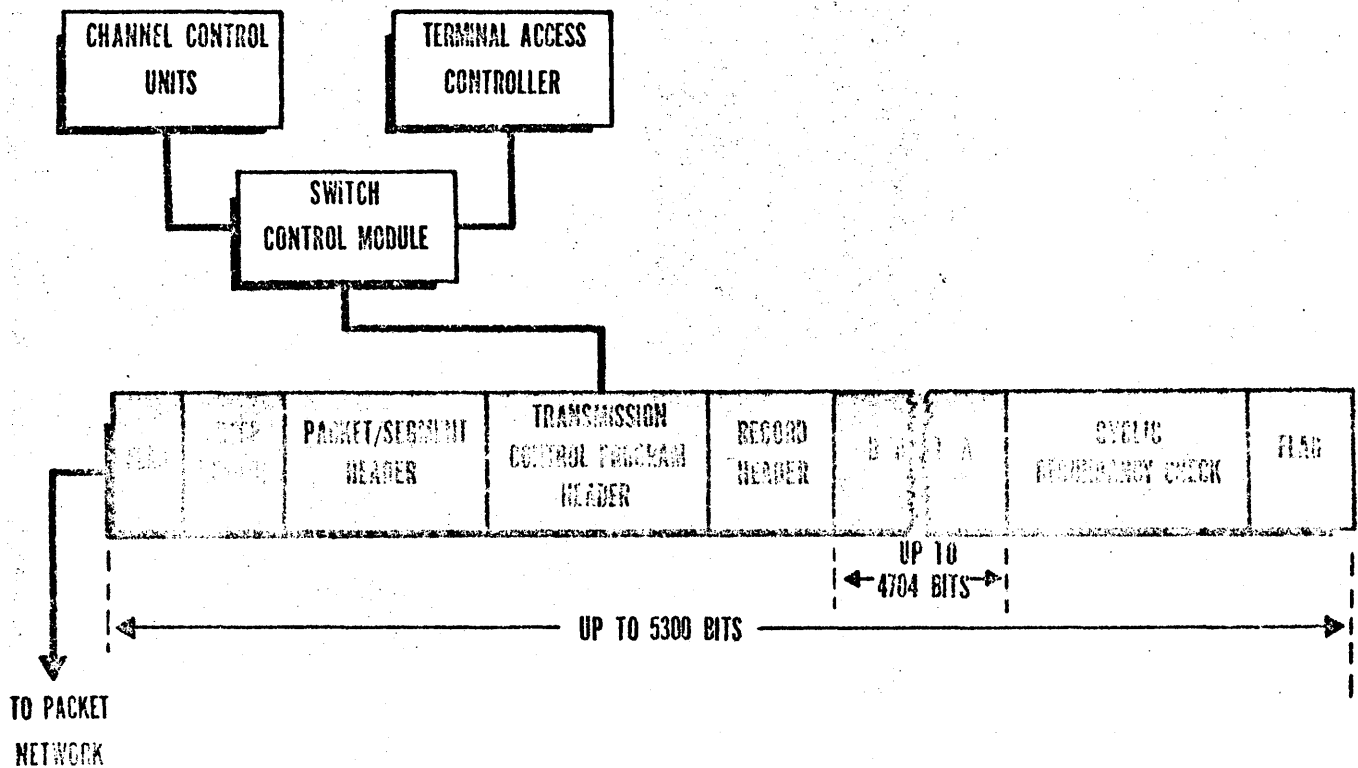 CHANNEL CONTROL
UNITS
TERMINAL ACCESS
CONTROLLER
SWITCH
CONTROL MODULE
FLAG
PACKET/SEGMENT
HEADER
TRANSMISSION
CONTROL PROGRAM
HEADER
RECORD
HEADER
D A T A
CYCLIC
REDUNDANCY CHECK
FLAG
UP TO
4704 BITS
UP TO 5300 BITS
TO PACKET
NETWORK